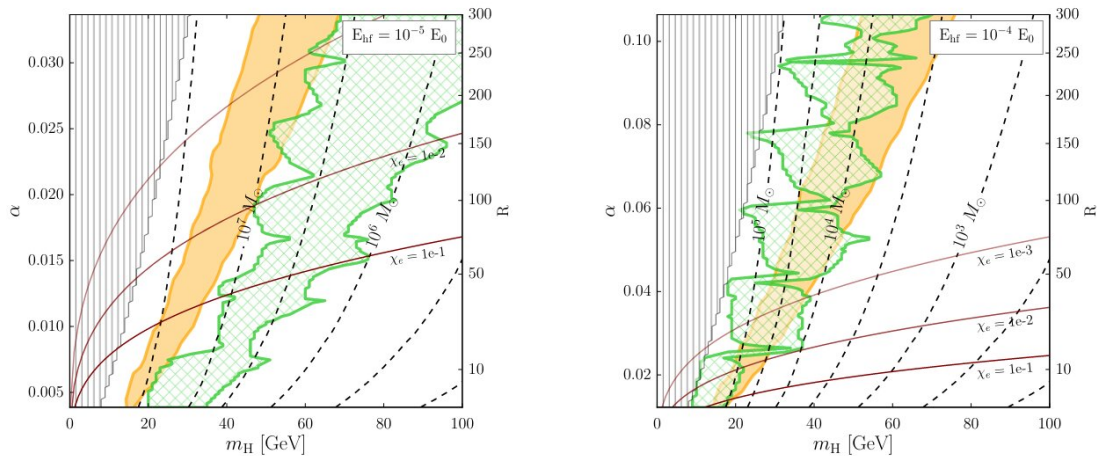 E_hf = 10^-5 E_0
0.030
0.025
0.020
0.015
0.010
0.005
α
300
250
200
150
100
50
10
R
χ_e = 1e-2
χ_e = 1e-1
10^7 M_⊙
10^6 M_⊙
0 20 40 60 80 100
m_H [GeV]
E_hf = 10^-4 E_0
0.10
0.08
0.06
0.04
0.02
α
300
250
200
150
100
50
10
R
10^5 M_⊙
10^4 M_⊙
10^3 M_⊙
χ_e = 1e-3
χ_e = 1e-2
χ_e = 1e-1
0 20 40 60 80 100
m_H [GeV]